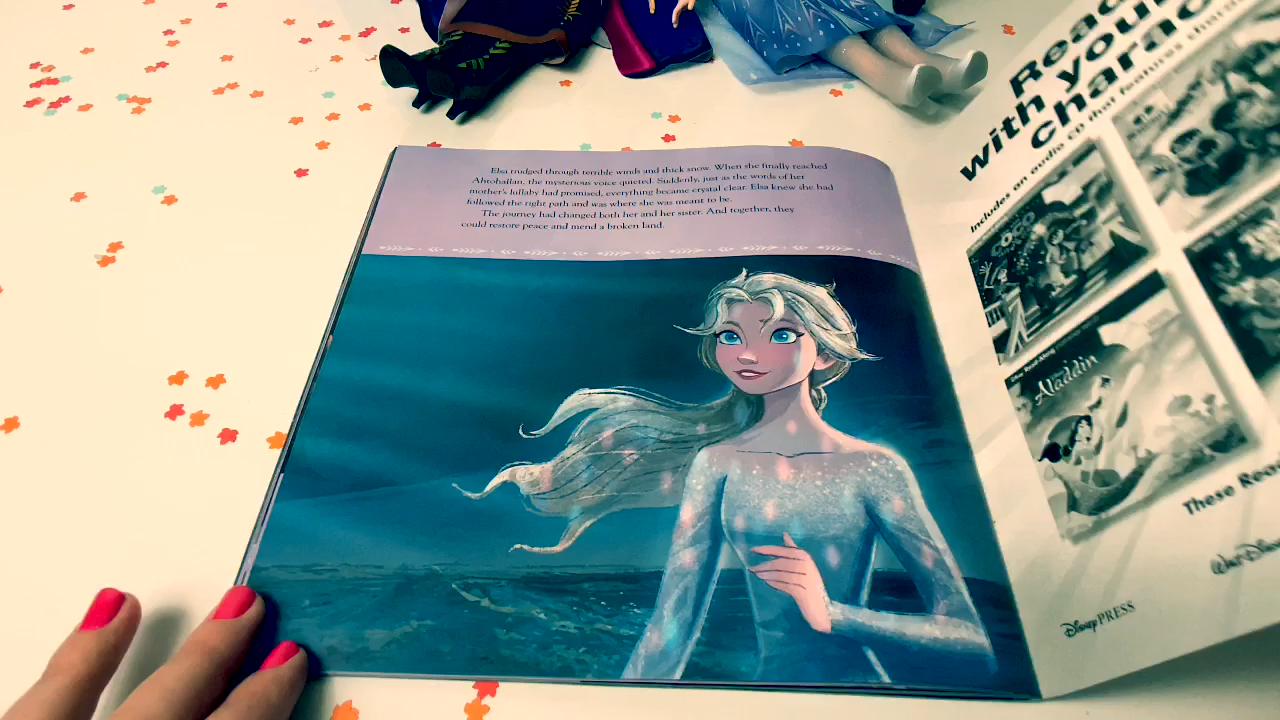 Elsa trudged through terrible winds and thick snow. When she finally reached
Ahtohallan, the mysterious voice quieted. Suddenly, just as the words of her
mother's lullaby had promised, everything became crystal clear. Elsa knew she had
followed the right path and was where she was meant to be.
The journey had changed both her and her sister. And together, they
could restore peace and mend a broken land.
Read
with your
Includes an audio CD that features
COCO
Aladdin
These
Disney PRESS